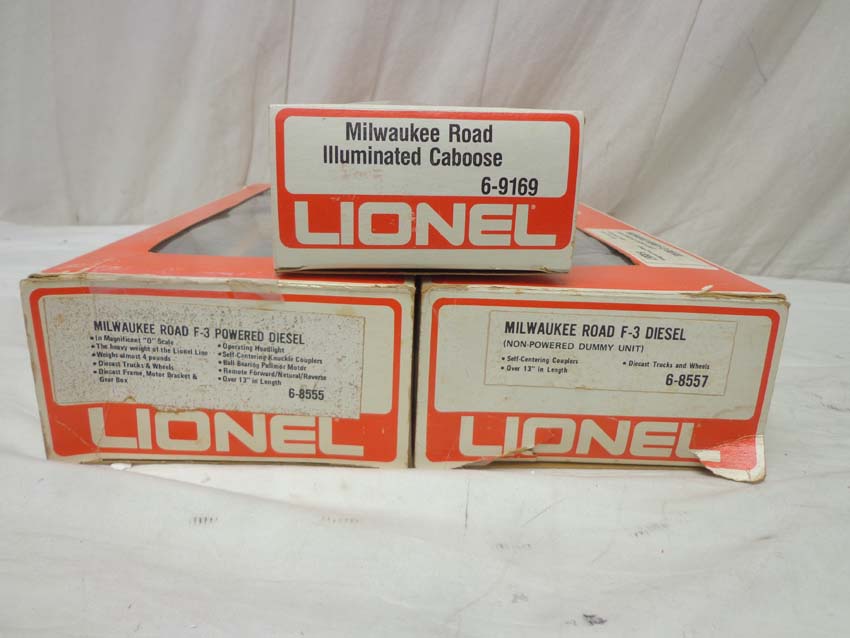 Milwaukee Road
Illuminated Caboose
6-9169
LIONEL
MILWAUKEE ROAD F-3 POWERED DIESEL
• In Magnificent "O" Scale
• The heavy weight of the Lionel Line
• Weighs almost 4 pounds
• Diecast Trucks & Wheels
• Diecast Frame, Motor Bracket &
Gear Box
• Operating Headlight
• Self-Centering Knuckle Couplers
• Ball Bearing Pullmor Motor
• Remote Forward/Neutral/Reverse
• Over 13" in Length
6-8555
LIONEL
MILWAUKEE ROAD F-3 DIESEL
(NON-POWERED DUMMY UNIT)
• Self-Centering Couplers
• Over 13" in Length
• Diecast Trucks and Wheels
6-8557
LIONEL